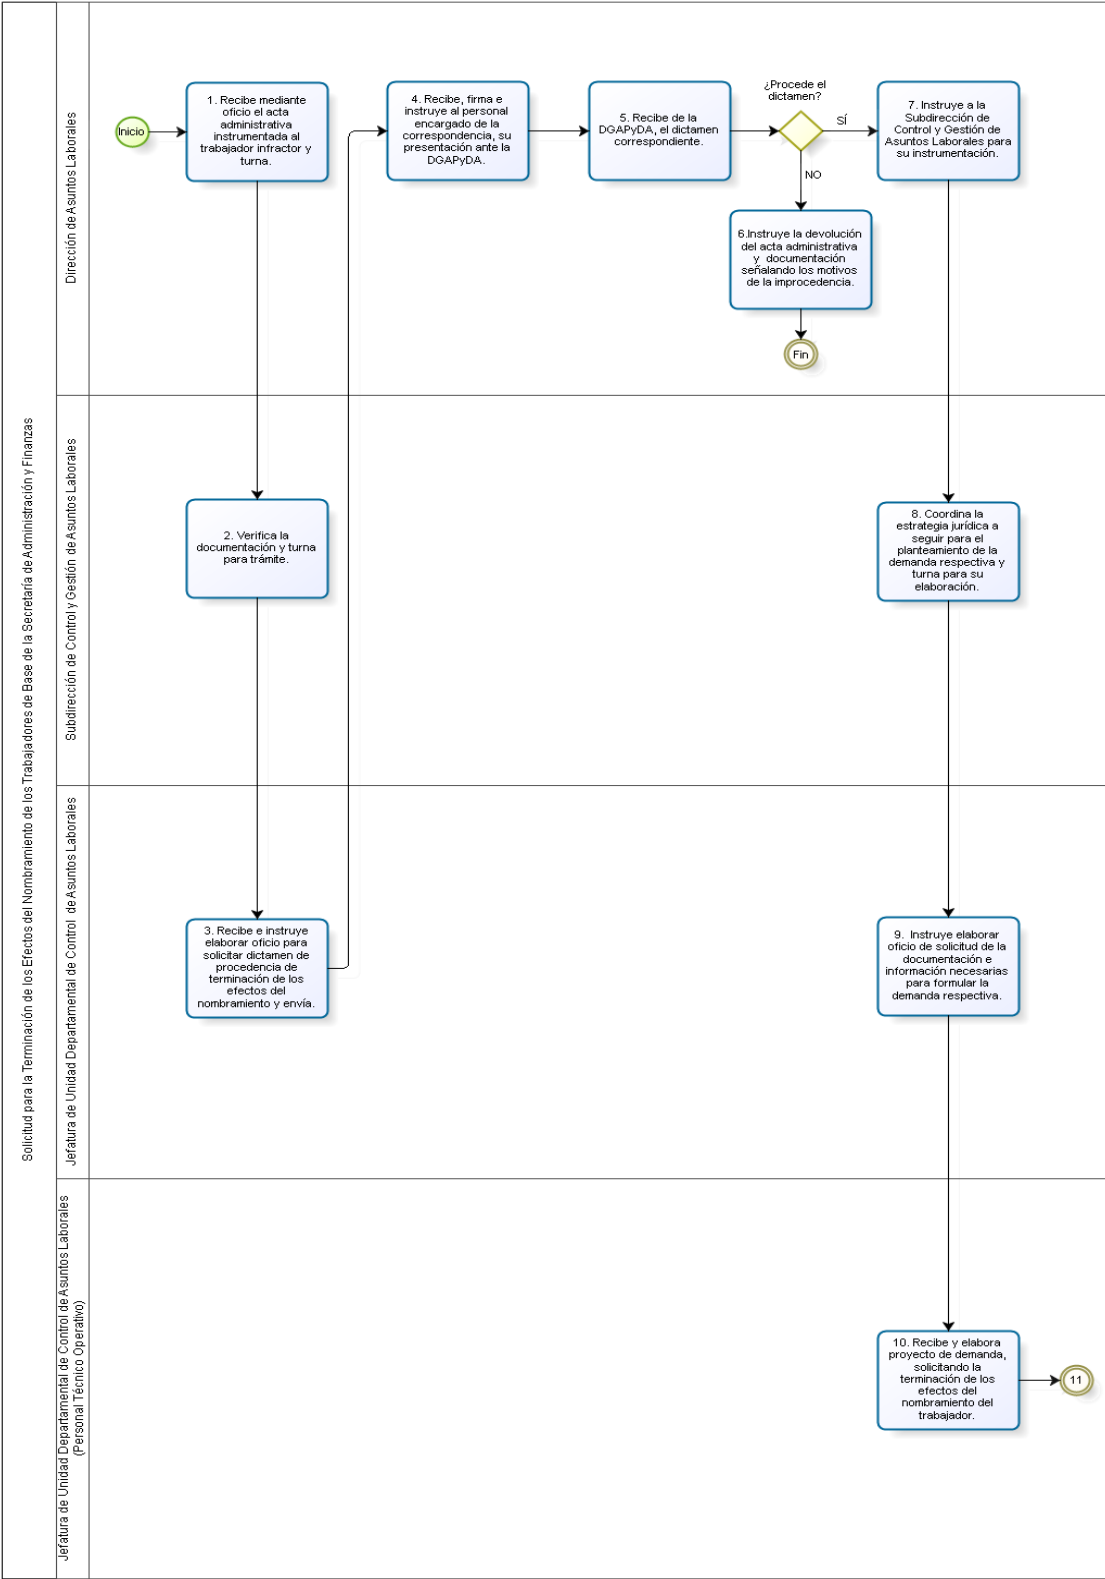 Solicitud para la Terminación de los Efectos del Nombramiento de los Trabajadores de Base de la Secretaría de Administración y Finanzas
Dirección de Asuntos Laborales
Inicio
1. Recibe mediante
oficio el acta
administrativa
instrumentada al
trabajador infractor y
turna.
4. Recibe, firma e
instruye al personal
encargado de la
correspondencia, su
presentación ante la
DGAPyDA.
5. Recibe de la
DGAPyDA, el dictamen
correspondiente.
¿Procede el
dictamen?
SÍ
NO
7. Instruye a la
Subdirección de
Control y Gestión de
Asuntos Laborales para
su instrumentación.
6.Instruye la devolución
del acta administrativa
y documentación
señalando los motivos
de la improcedencia.
Fin
Subdirección de Control y Gestión de Asuntos Laborales
2. Verifica la
documentación y turna
para trámite.
8. Coordina la
estrategia jurídica a
seguir para el
planteamiento de la
demanda respectiva y
turna para su
elaboración.
Jefatura de Unidad Departamental de Control de Asuntos Laborales
3. Recibe e instruye
elaborar oficio para
solicitar dictamen de
procedencia de
terminación de los
efectos del
nombramiento y envía.
9. Instruye elaborar
oficio de solicitud de la
documentación e
información necesarias
para formular la
demanda respectiva.
Jefatura de Unidad Departamental de Control de Asuntos Laborales
(Personal Técnico Operativo)
10. Recibe y elabora
proyecto de demanda,
solicitando la
terminación de los
efectos del
nombramiento del
trabajador.
11